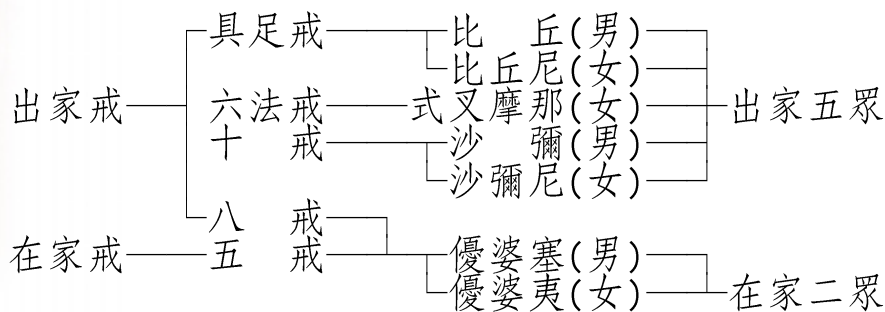 具足戒 比丘(男)
比丘尼(女)
出家戒 六法戒 式叉摩那(女) 出家五眾
十戒 沙彌(男)
沙彌尼(女)
八戒
在家戒 五戒 優婆塞(男)
優婆夷(女) 在家二眾